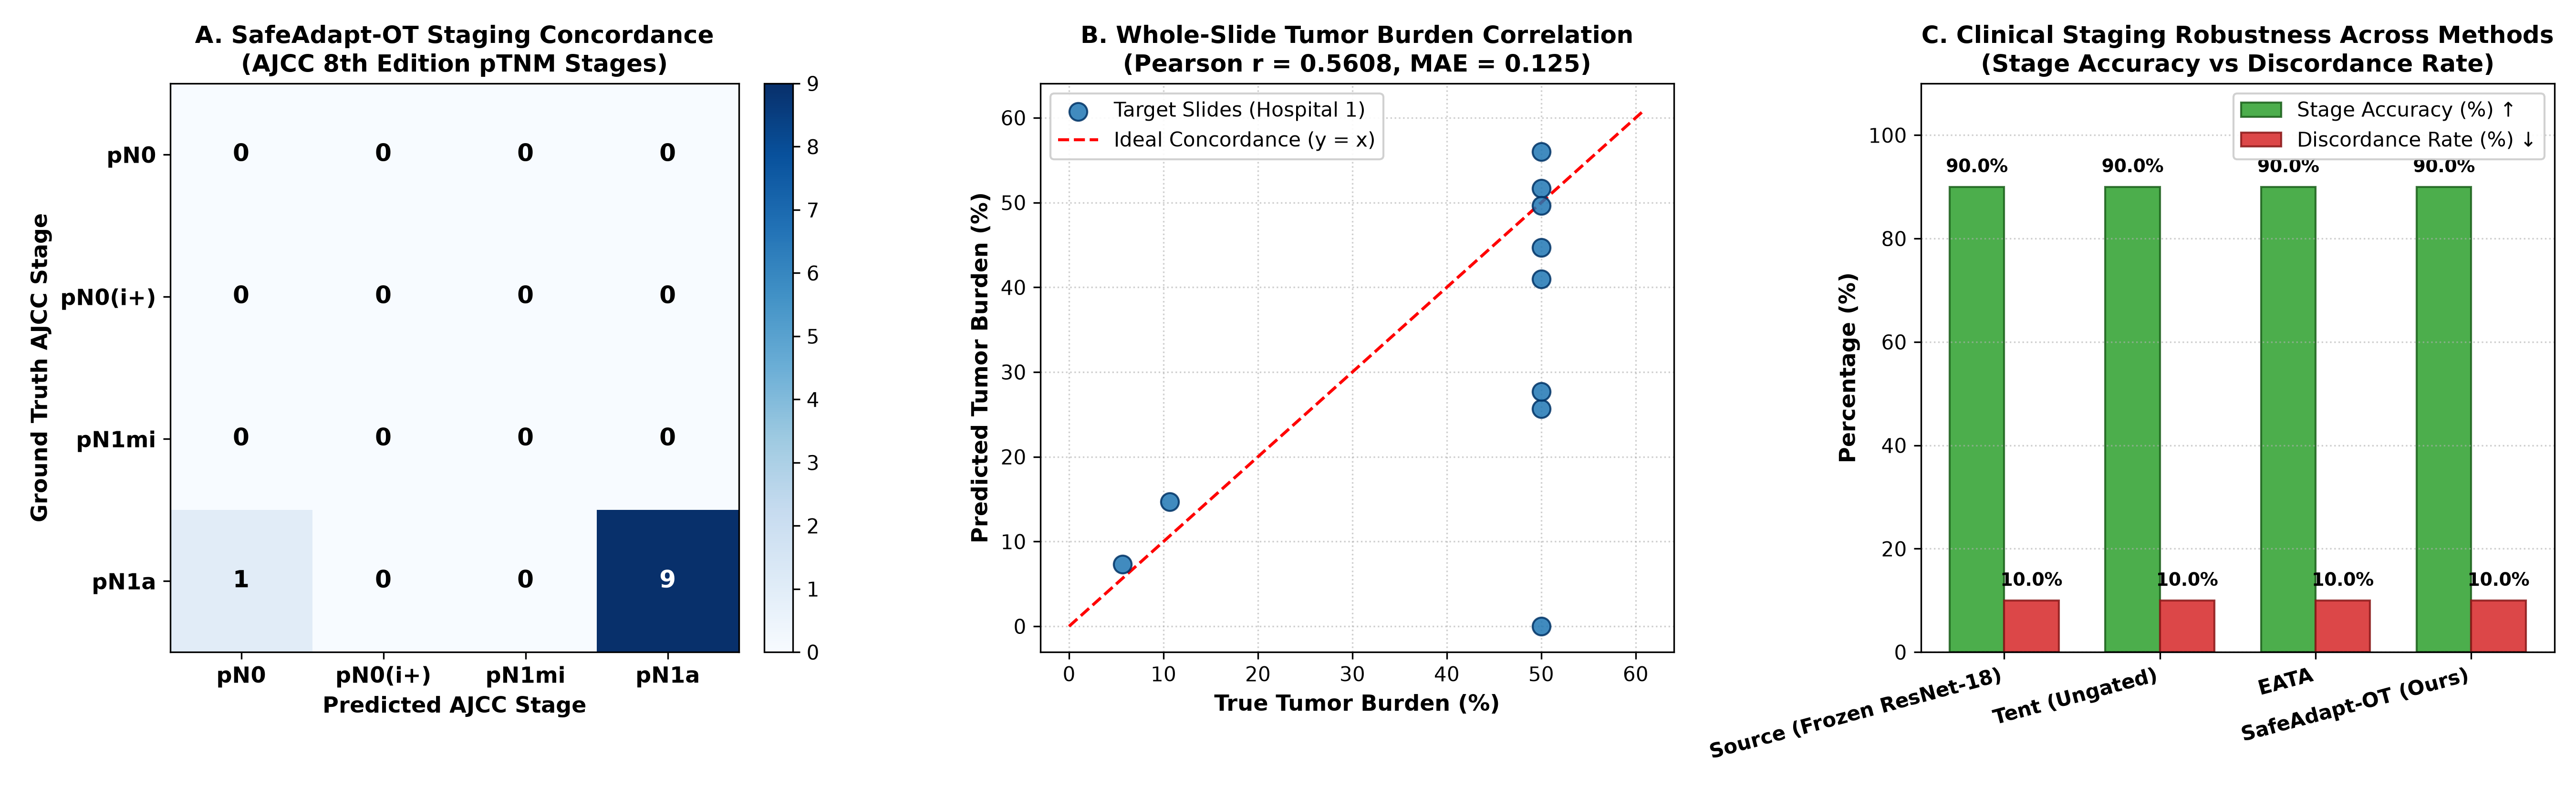 A. SafeAdapt-OT Staging Concordance
(AJCC 8th Edition pTNM Stages)
Ground Truth AJCC Stage
pN0
0 0 0 0
pN0(i+)
0 0 0 0
pN1mi
0 0 0 0
pN1a
1 0 0 9
pN0 pN0(i+) pN1mi pN1a
Predicted AJCC Stage
9
8
7
6
5
4
3
2
1
0
B. Whole-Slide Tumor Burden Correlation
(Pearson r = 0.5608, MAE = 0.125)
Target Slides (Hospital 1)
Ideal Concordance (y = x)
Predicted Tumor Burden (%)
60
50
40
30
20
10
0
0 10 20 30 40 50 60
True Tumor Burden (%)
C. Clinical Staging Robustness Across Methods
(Stage Accuracy vs Discordance Rate)
Stage Accuracy (%) ↑
Discordance Rate (%) ↓
Percentage (%)
100
80
60
40
20
0
90.0% 90.0% 90.0% 90.0%
10.0% 10.0% 10.0% 10.0%
Source (Frozen ResNet-18)
Tent (Ungated)
EATA
SafeAdapt-OT (Ours)